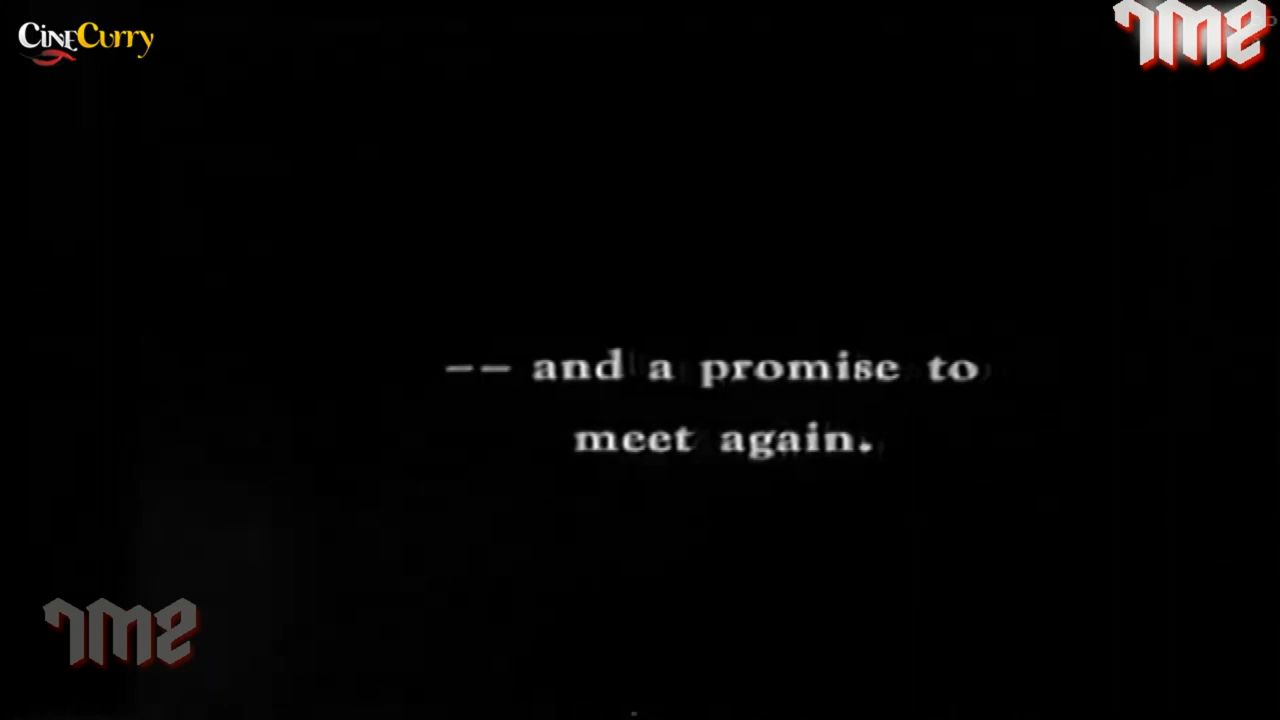 CineCurry
-- and a promise to
meet again.